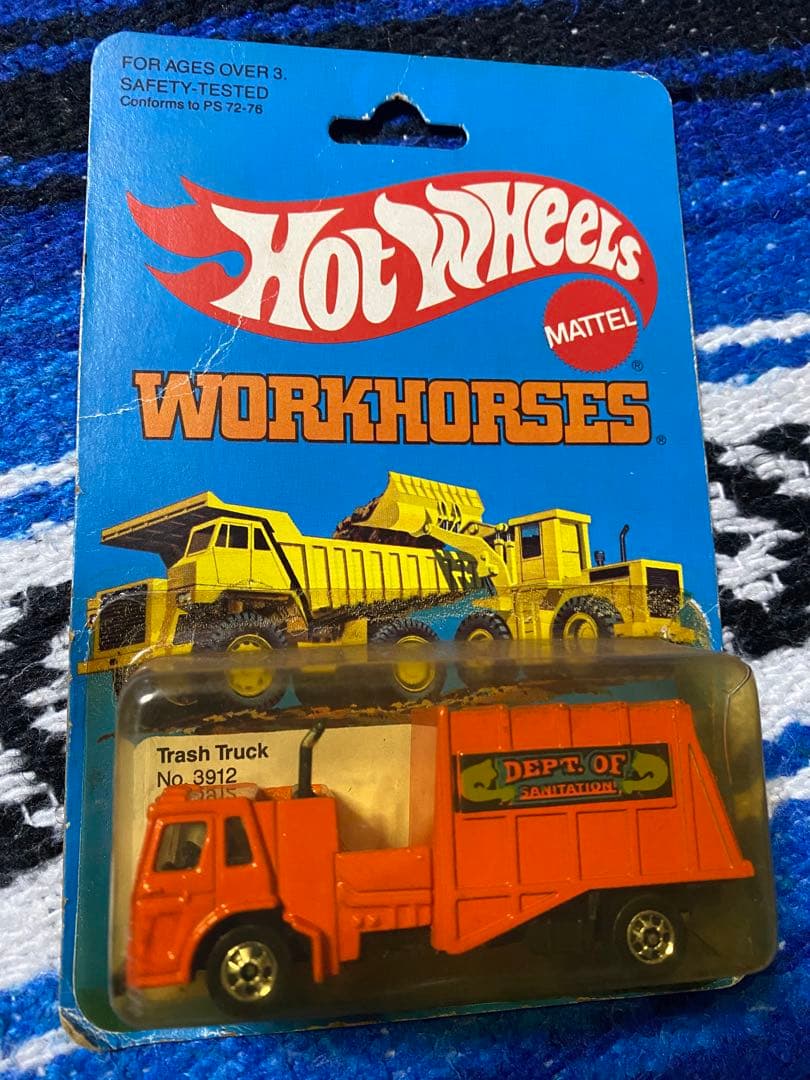 FOR AGES OVER 3.
SAFETY-TESTED
Conforms to PS 72-76
HOT WHEELS
MATTEL
®
WORKHORSES®
Trash Truck
No. 3912
DEPT. OF
SANITATION